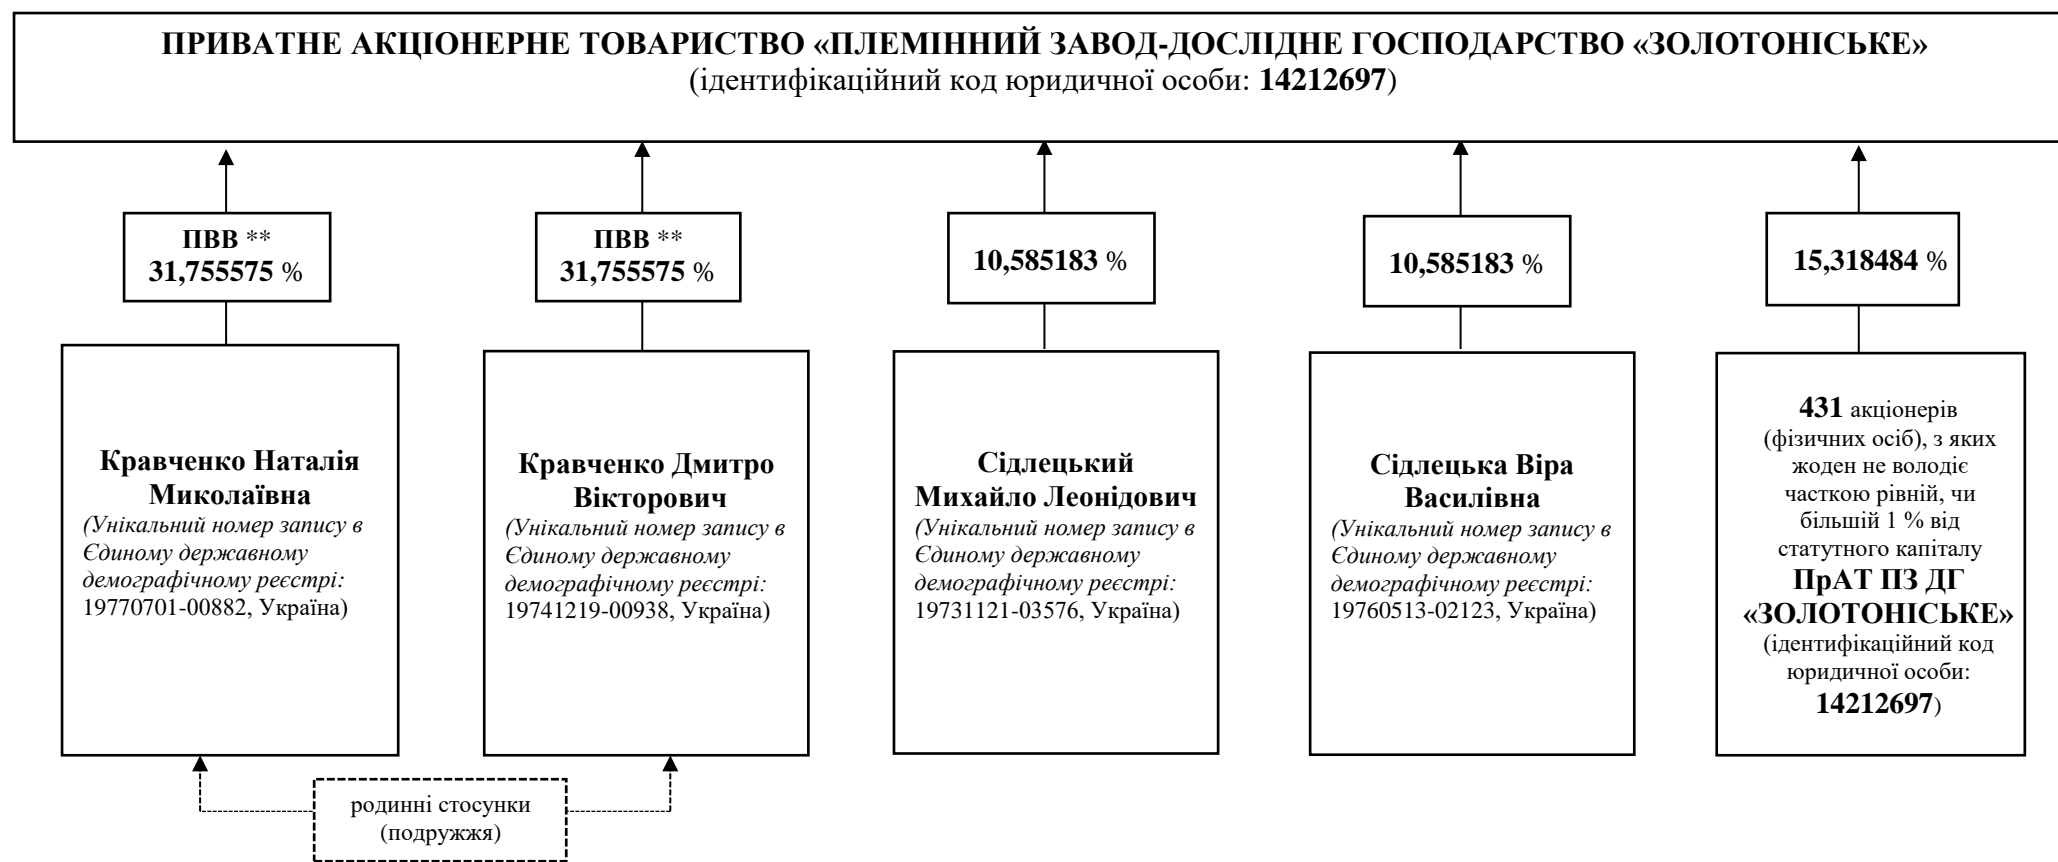 ПРИВАТНЕ АКЦІОНЕРНЕ ТОВАРИСТВО «ПЛЕМІННИЙ ЗАВОД-ДОСЛІДНЕ ГОСПОДАРСТВО «ЗОЛОТОНІСЬКЕ»
(ідентифікаційний код юридичної особи: 14212697)
ПВВ **
31,755575 %
ПВВ **
31,755575 %
10,585183 %
10,585183 %
15,318484 %
Кравченко Наталія
Миколаївна
(Унікальний номер запису в
Єдиному державному
демографічному реєстрі:
19770701-00882, Україна)
Кравченко Дмитро
Вікторович
(Унікальний номер запису в
Єдиному державному
демографічному реєстрі:
19741219-00938, Україна)
Сідлецький
Михайло Леонідович
(Унікальний номер запису в
Єдиному державному
демографічному реєстрі:
19731121-03576, Україна)
Сідлецька Віра
Василівна
(Унікальний номер запису в
Єдиному державному
демографічному реєстрі:
19760513-02123, Україна)
431 акціонерів
(фізичних осіб), з яких
жоден не володіє
часткою рівній, чи
більшій 1 % від
статутного капіталу
ПрАТ ПЗ ДГ
«ЗОЛОТОНІСЬКЕ»
(ідентифікаційний код
юридичної особи:
14212697)
родинні стосунки
(подружжя)